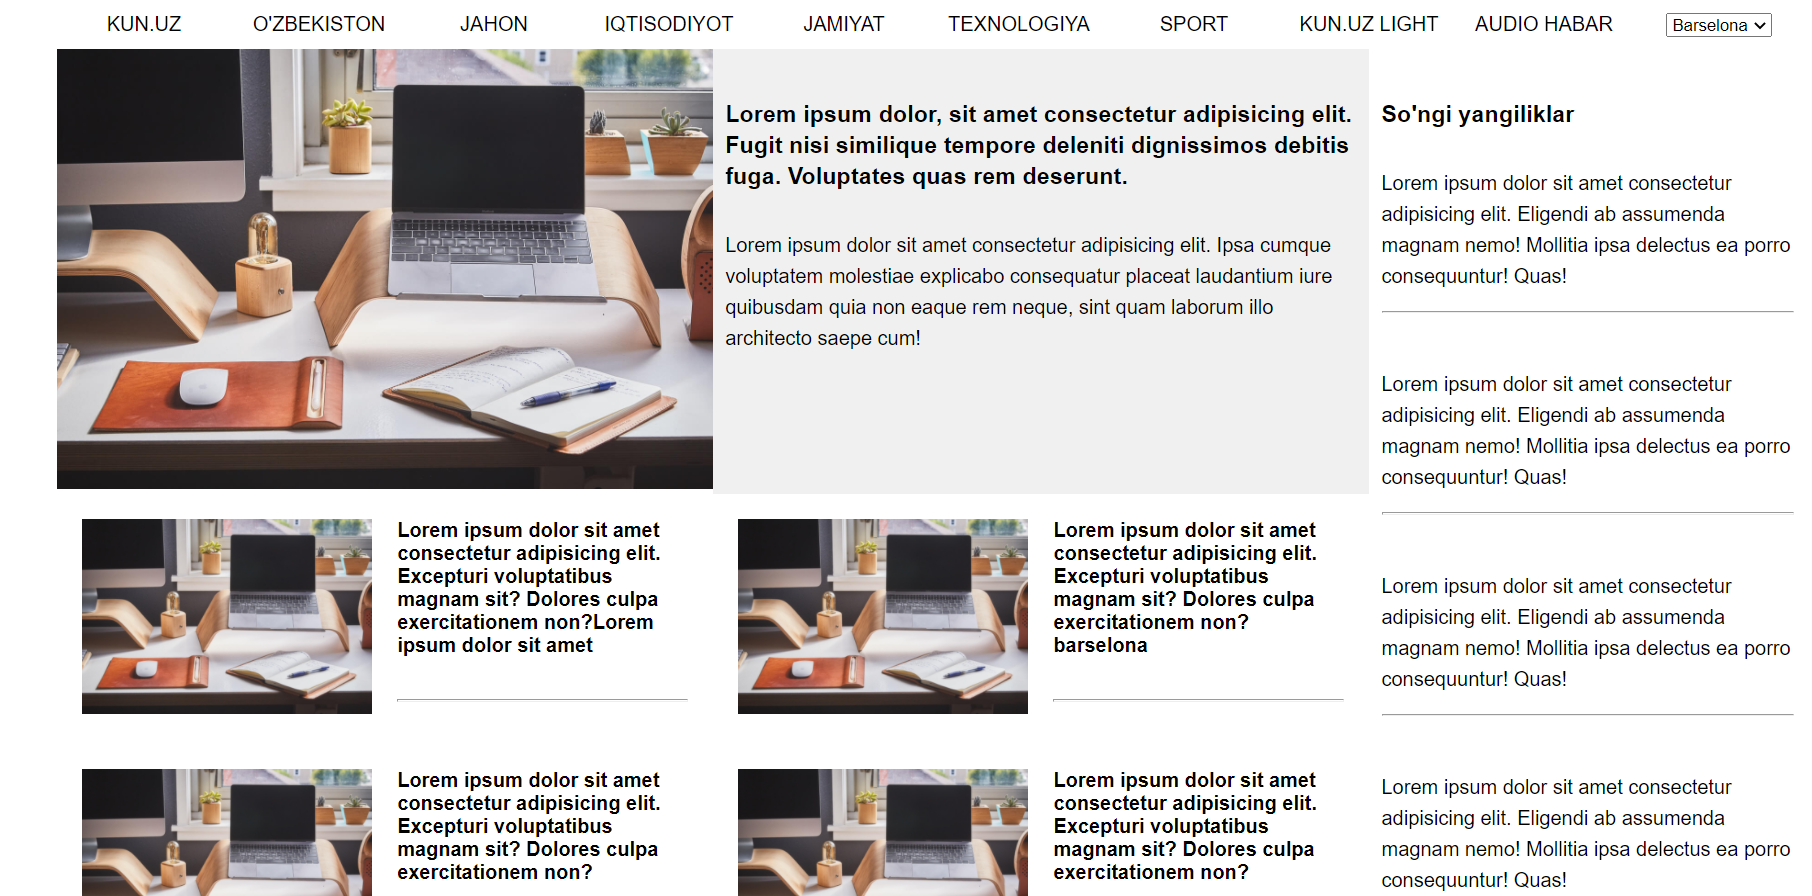 KUN.UZ O'ZBEKISTON JAHON IQTISODIYOT JAMIYAT TEXNOLOGIYA SPORT KUN.UZ LIGHT AUDIO HABAR Barselona
Lorem ipsum dolor, sit amet consectetur adipisicing elit.
Fugit nisi similique tempore deleniti dignissimos debitis
fuga. Voluptates quas rem deserunt.
Lorem ipsum dolor sit amet consectetur adipisicing elit. Ipsa cumque
voluptatem molestiae explicabo consequatur placeat laudantium iure
quibusdam quia non eaque rem neque, sint quam laborum illo
architecto saepe cum!
Lorem ipsum dolor sit amet
consectetur adipisicing elit.
Excepturi voluptatibus
magnam sit? Dolores culpa
exercitationem non?Lorem
ipsum dolor sit amet
Lorem ipsum dolor sit amet
consectetur adipisicing elit.
Excepturi voluptatibus
magnam sit? Dolores culpa
exercitationem non?
barselona
Lorem ipsum dolor sit amet
consectetur adipisicing elit.
Excepturi voluptatibus
magnam sit? Dolores culpa
exercitationem non?
Lorem ipsum dolor sit amet
consectetur adipisicing elit.
Excepturi voluptatibus
magnam sit? Dolores culpa
exercitationem non?
So'ngi yangiliklar
Lorem ipsum dolor sit amet consectetur
adipisicing elit. Eligendi ab assumenda
magnam nemo! Mollitia ipsa delectus ea porro
consequuntur! Quas!
Lorem ipsum dolor sit amet consectetur
adipisicing elit. Eligendi ab assumenda
magnam nemo! Mollitia ipsa delectus ea porro
consequuntur! Quas!
Lorem ipsum dolor sit amet consectetur
adipisicing elit. Eligendi ab assumenda
magnam nemo! Mollitia ipsa delectus ea porro
consequuntur! Quas!
Lorem ipsum dolor sit amet consectetur
adipisicing elit. Eligendi ab assumenda
magnam nemo! Mollitia ipsa delectus ea porro
consequuntur! Quas!